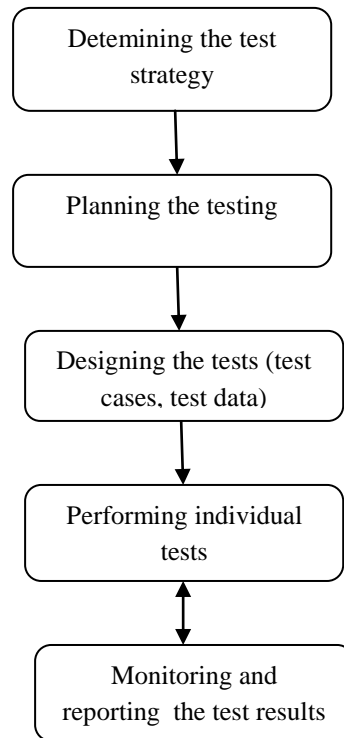 Detemining the test
strategy
Planning the testing
Designing the tests (test
cases, test data)
Performing individual
tests
Monitoring and
reporting the test results